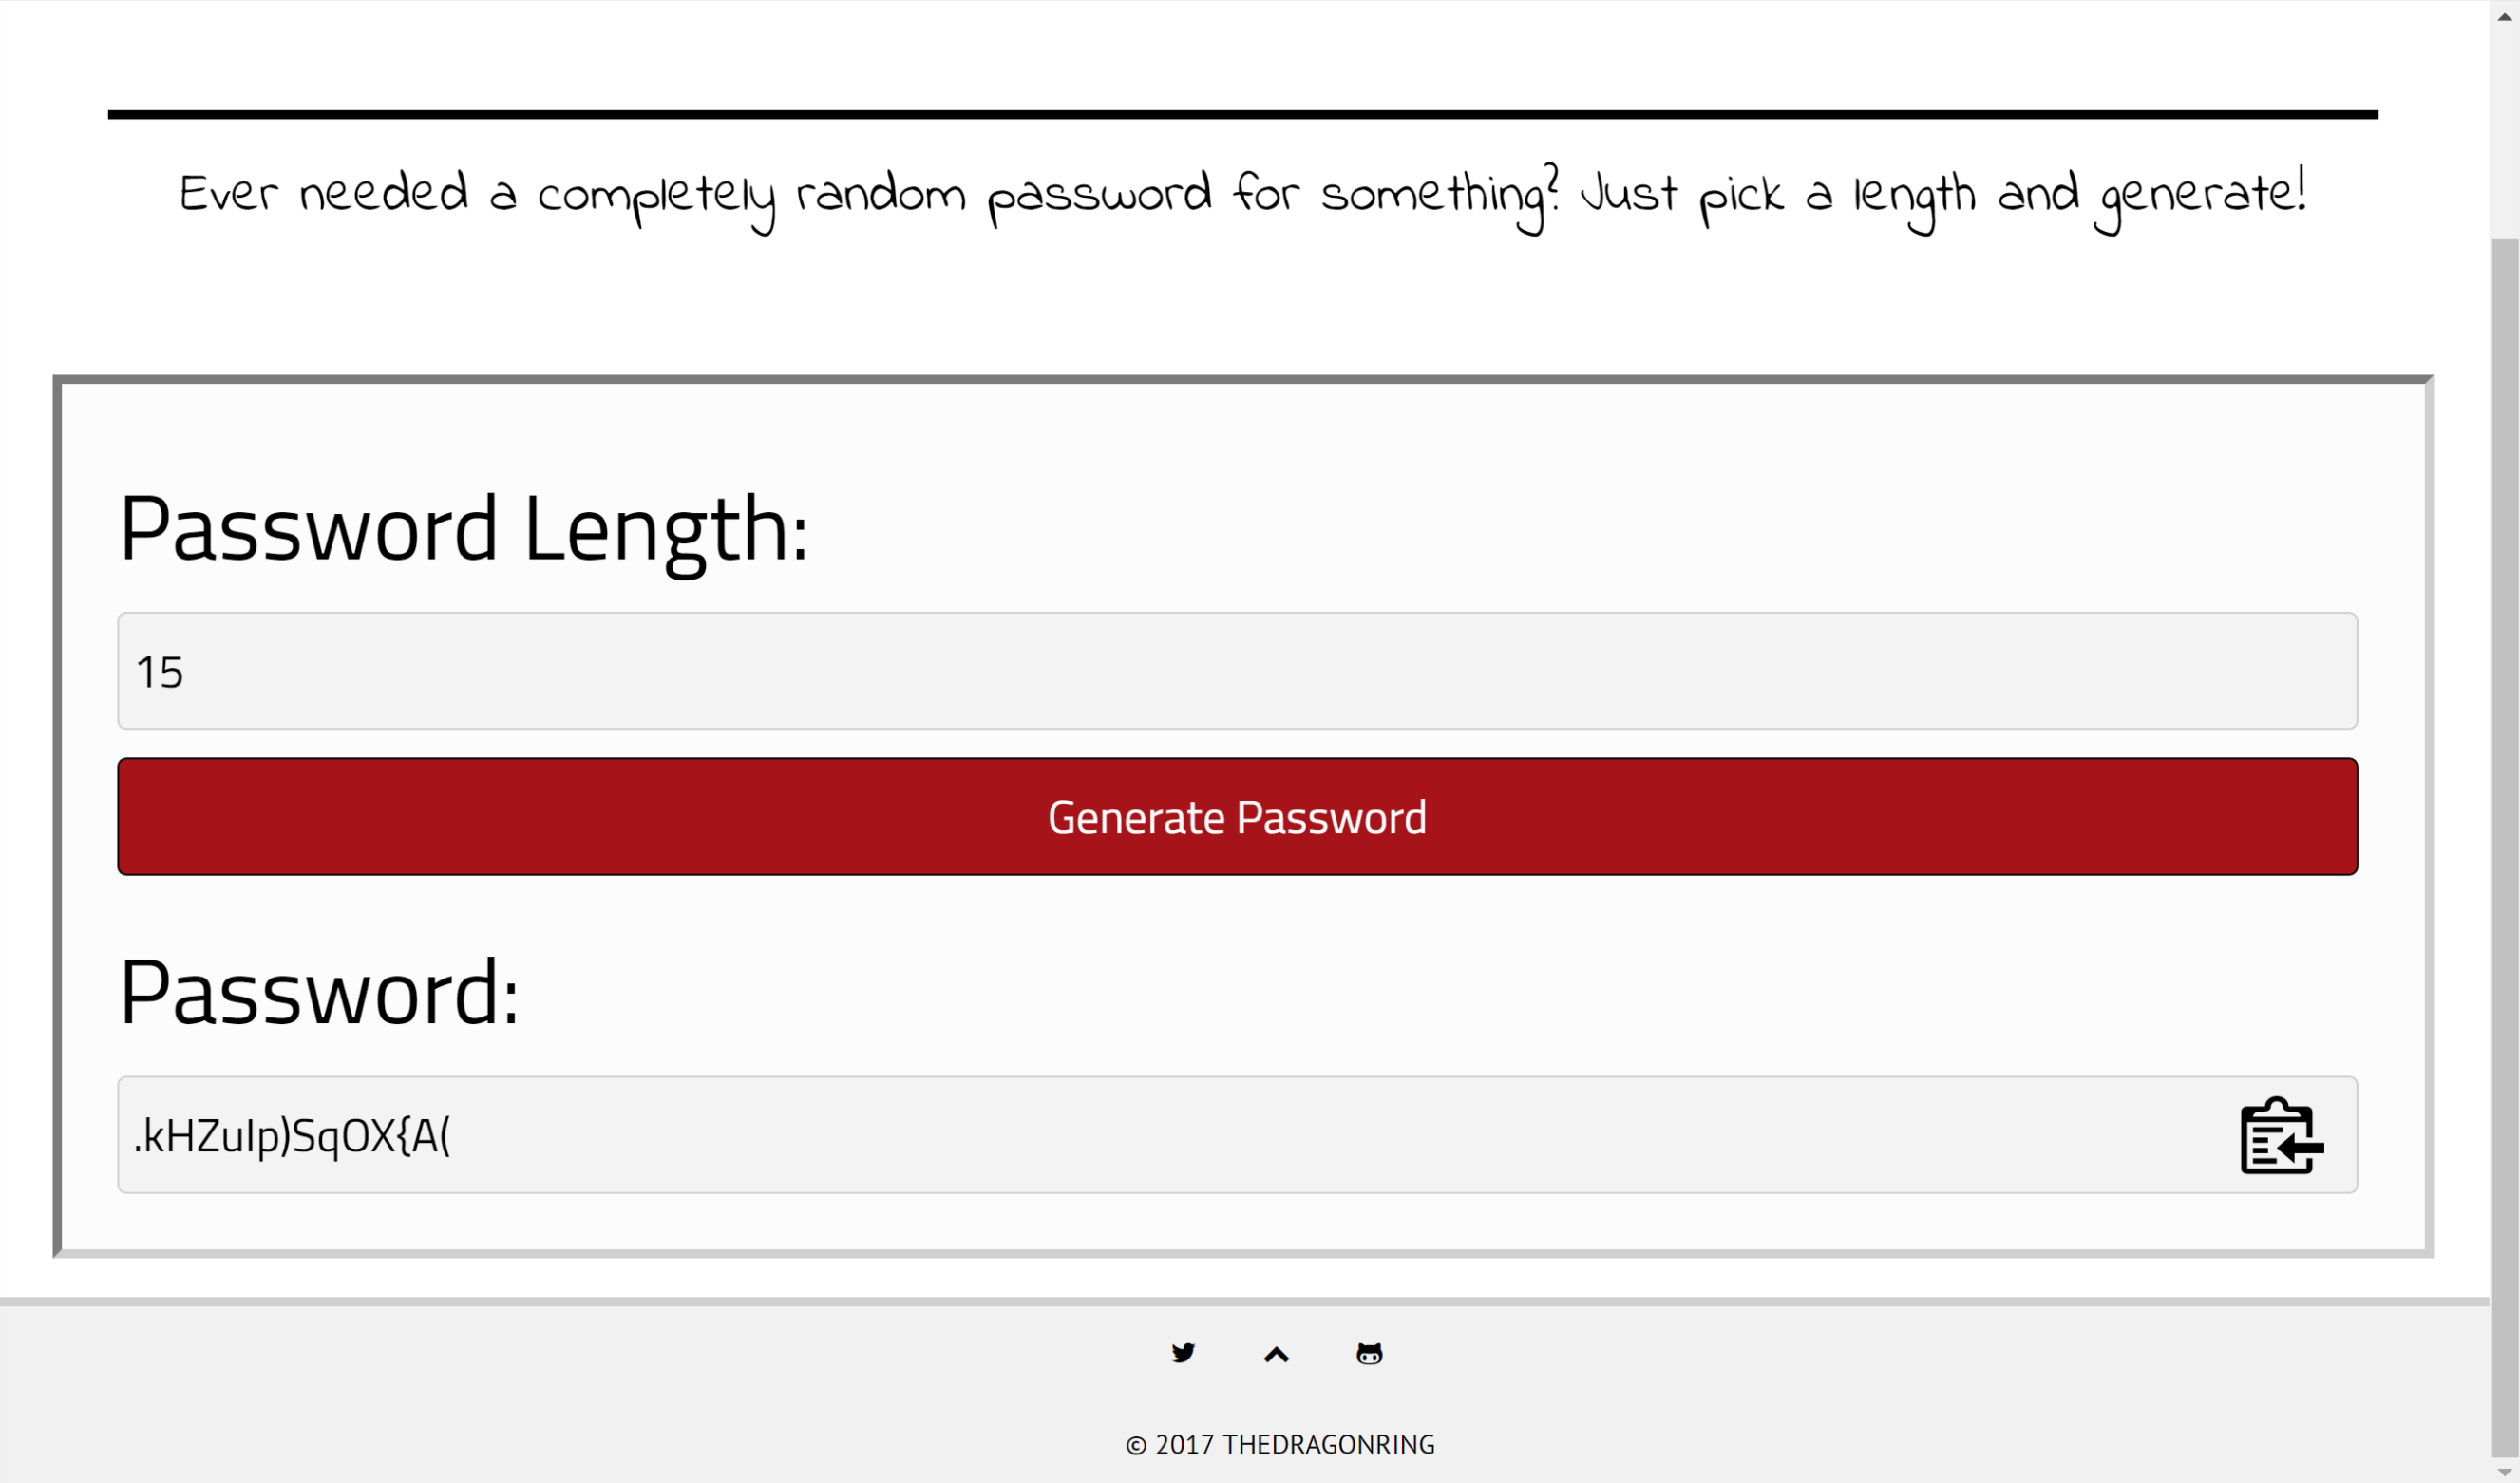 Ever needed a completely random password for something? Just pick a length and generate!
Password Length:
15
Generate Password
Password:
.kHZuIp)SqOX{A(
© 2017 THEDRAGONRING